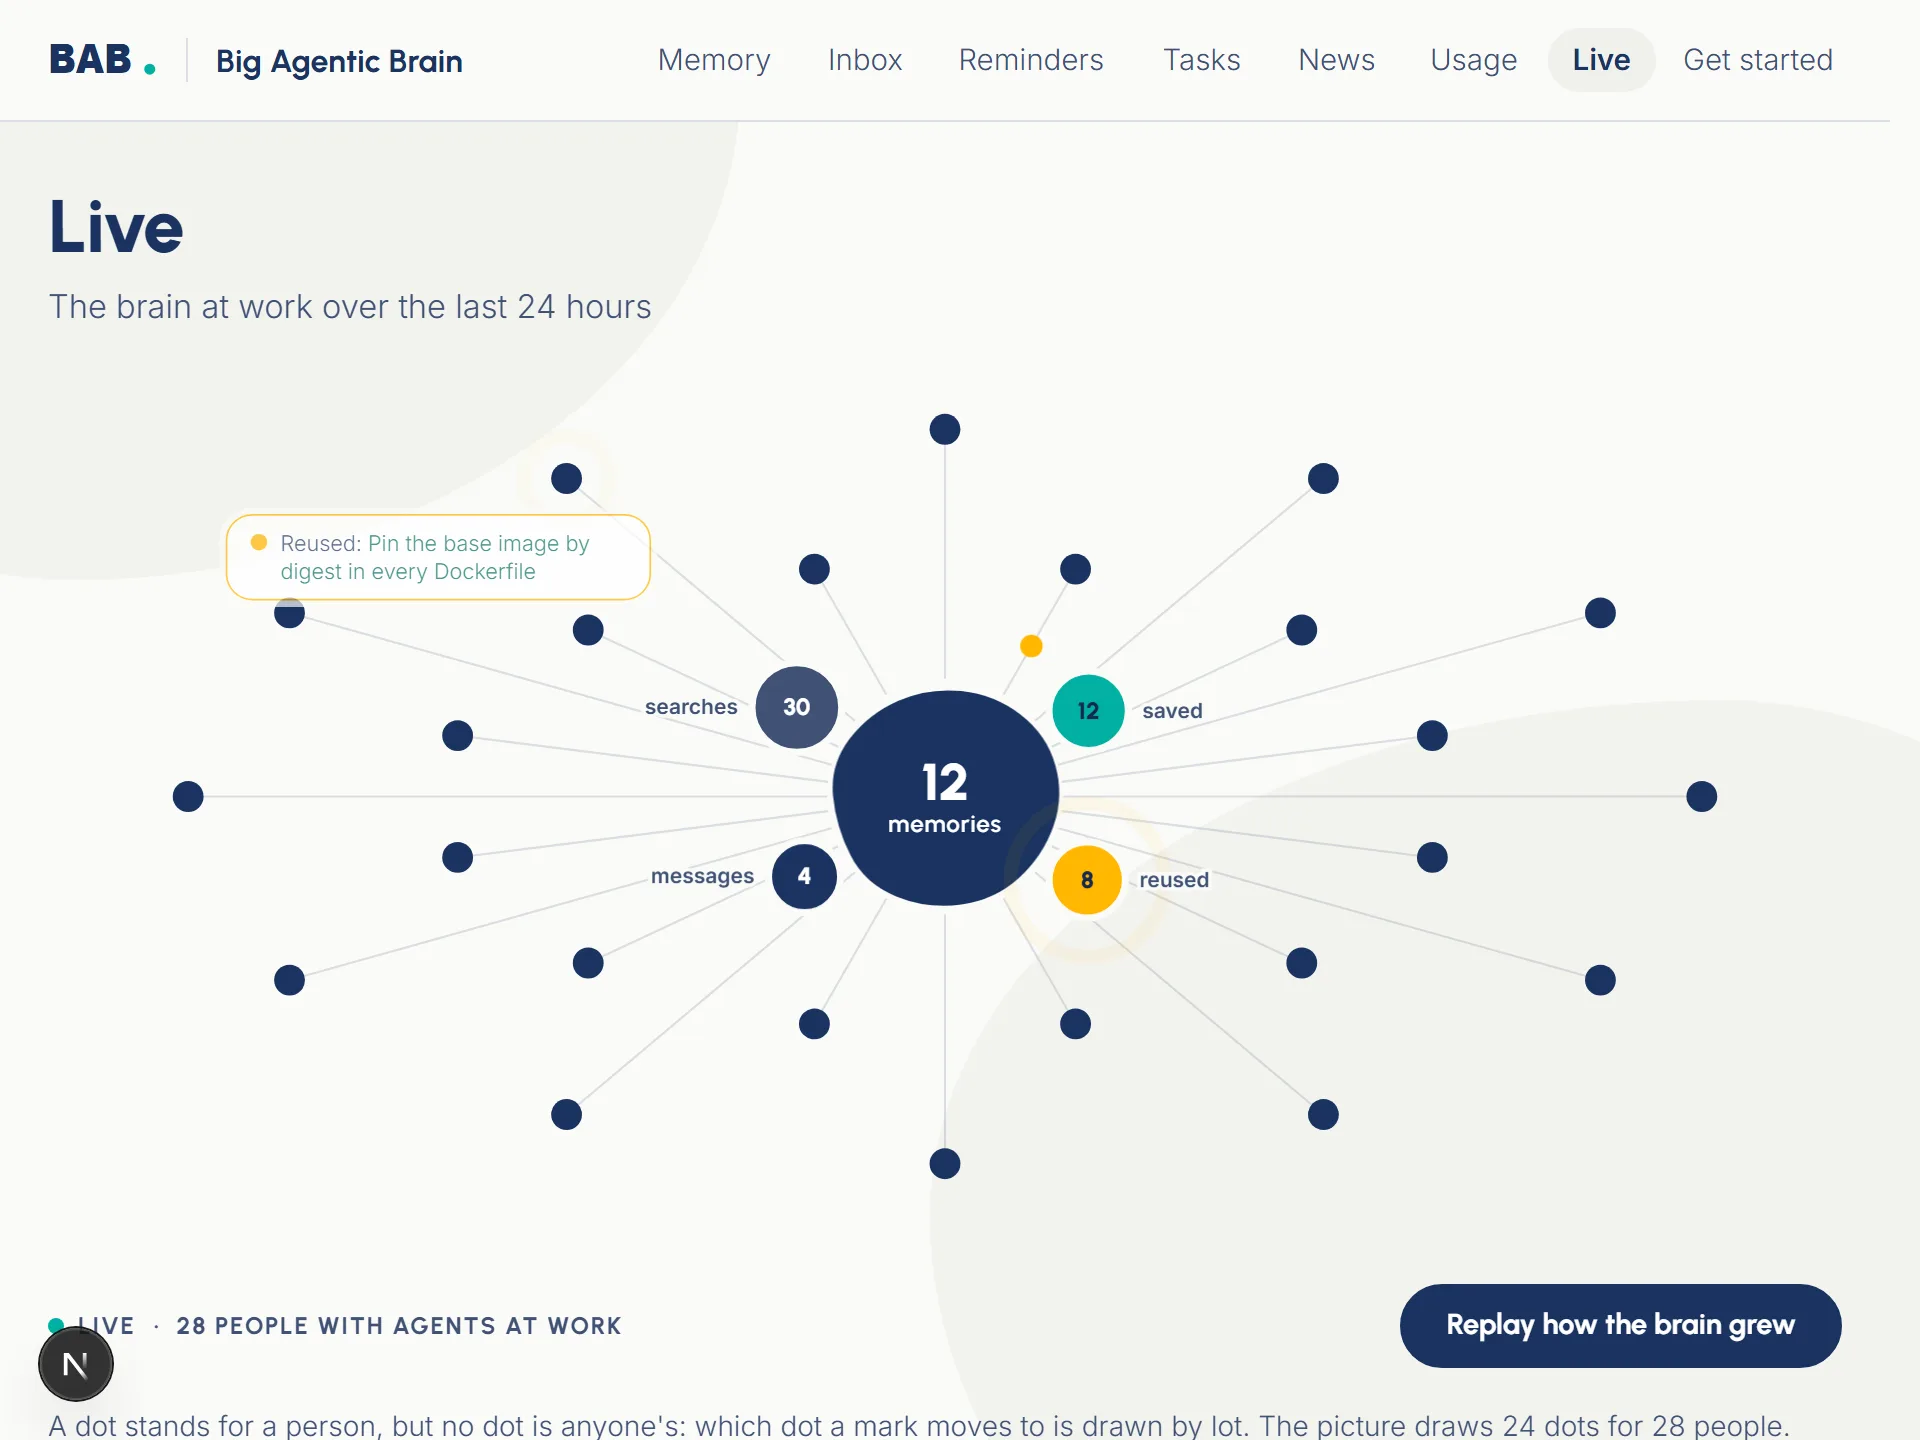 BAB. Big Agentic Brain Memory Inbox Reminders Tasks News Usage Live Get started
Live
The brain at work over the last 24 hours
Reused: Pin the base image by
digest in every Dockerfile
searches 30
12 saved
12
memories
messages 4
8 reused
LIVE · 28 PEOPLE WITH AGENTS AT WORK
Replay how the brain grew
N
A dot stands for a person, but no dot is anyone's: which dot a mark moves to is drawn by lot. The picture draws 24 dots for 28 people.